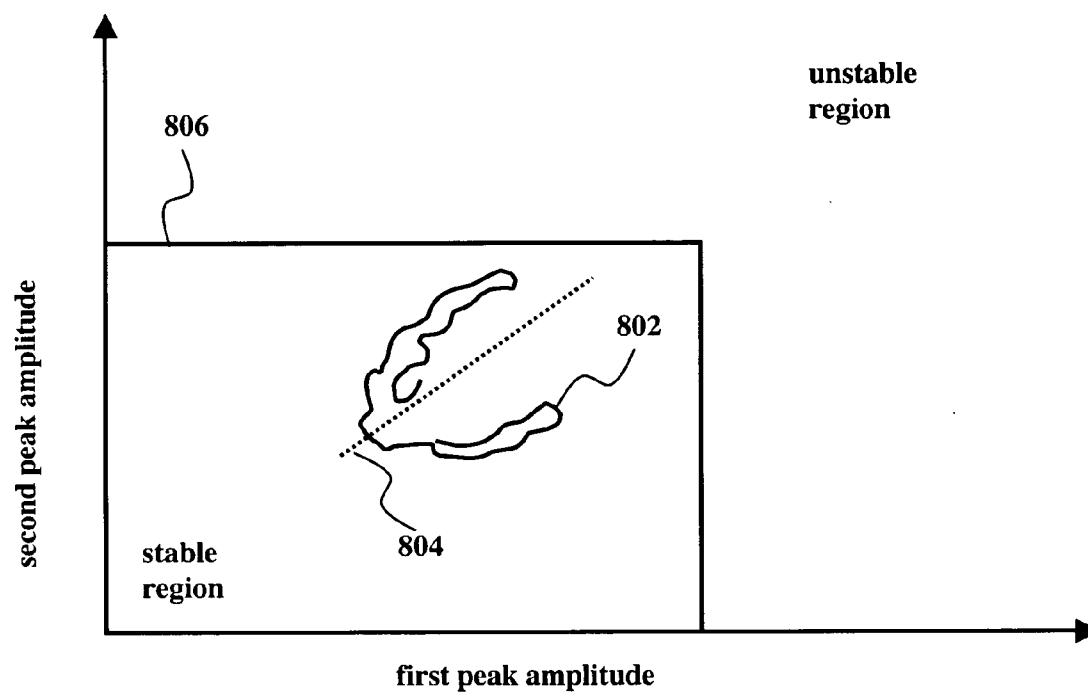 unstable
region
806
802
second peak amplitude
804
stable
region
first peak amplitude